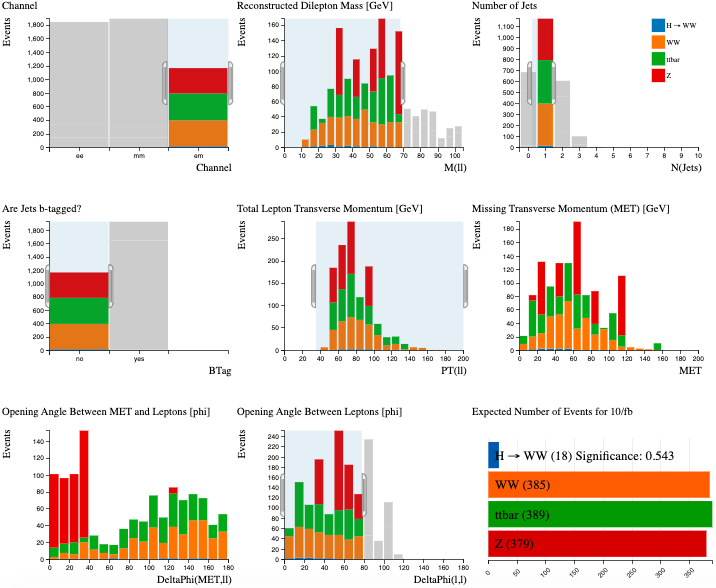 Channel
Events
1,800
1,600
1,400
1,200
1,000
800
600
400
200
0
ee mm em
Channel
Reconstructed Dilepton Mass [GeV]
Events
160
140
120
100
80
60
40
20
0
0 10 20 30 40 50 60 70 80 90 100
M(ll)
Number of Jets
Events
1,100
1,000
900
800
700
600
500
400
300
200
100
0
0 1 2 3 4 5 6 7 8 9 10
N(Jets)
H → WW
WW
ttbar
Z
Are Jets b-tagged?
Events
1,800
1,600
1,400
1,200
1,000
800
600
400
200
0
no yes
BTag
Total Lepton Transverse Momentum [GeV]
Events
250
200
150
100
50
0
0 20 40 60 80 100 120 140 160 180 200
PT(ll)
Missing Transverse Momentum (MET) [GeV]
Events
180
160
140
120
100
80
60
40
20
0
0 20 40 60 80 100 120 140 160 180 200
MET
Opening Angle Between MET and Leptons [phi]
Events
140
120
100
80
60
40
20
0
0 20 40 60 80 100 120 140 160 180
DeltaPhi(MET,ll)
Opening Angle Between Leptons [phi]
Events
240
220
200
180
160
140
120
100
80
60
40
20
0
0 20 40 60 80 100 120 140 160 180
DeltaPhi(l,l)
Expected Number of Events for 10/fb
H → WW (18) Significance: 0.543
WW (385)
ttbar (389)
Z (379)
0 50 100 150 200 250 300 350